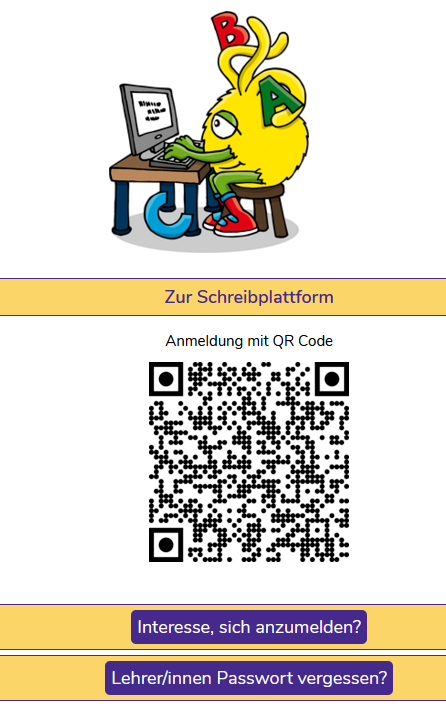 B
A
C
Zur Schreibplattform
Anmeldung mit QR Code
Interesse, sich anzumelden?
Lehrer/innen Passwort vergessen?